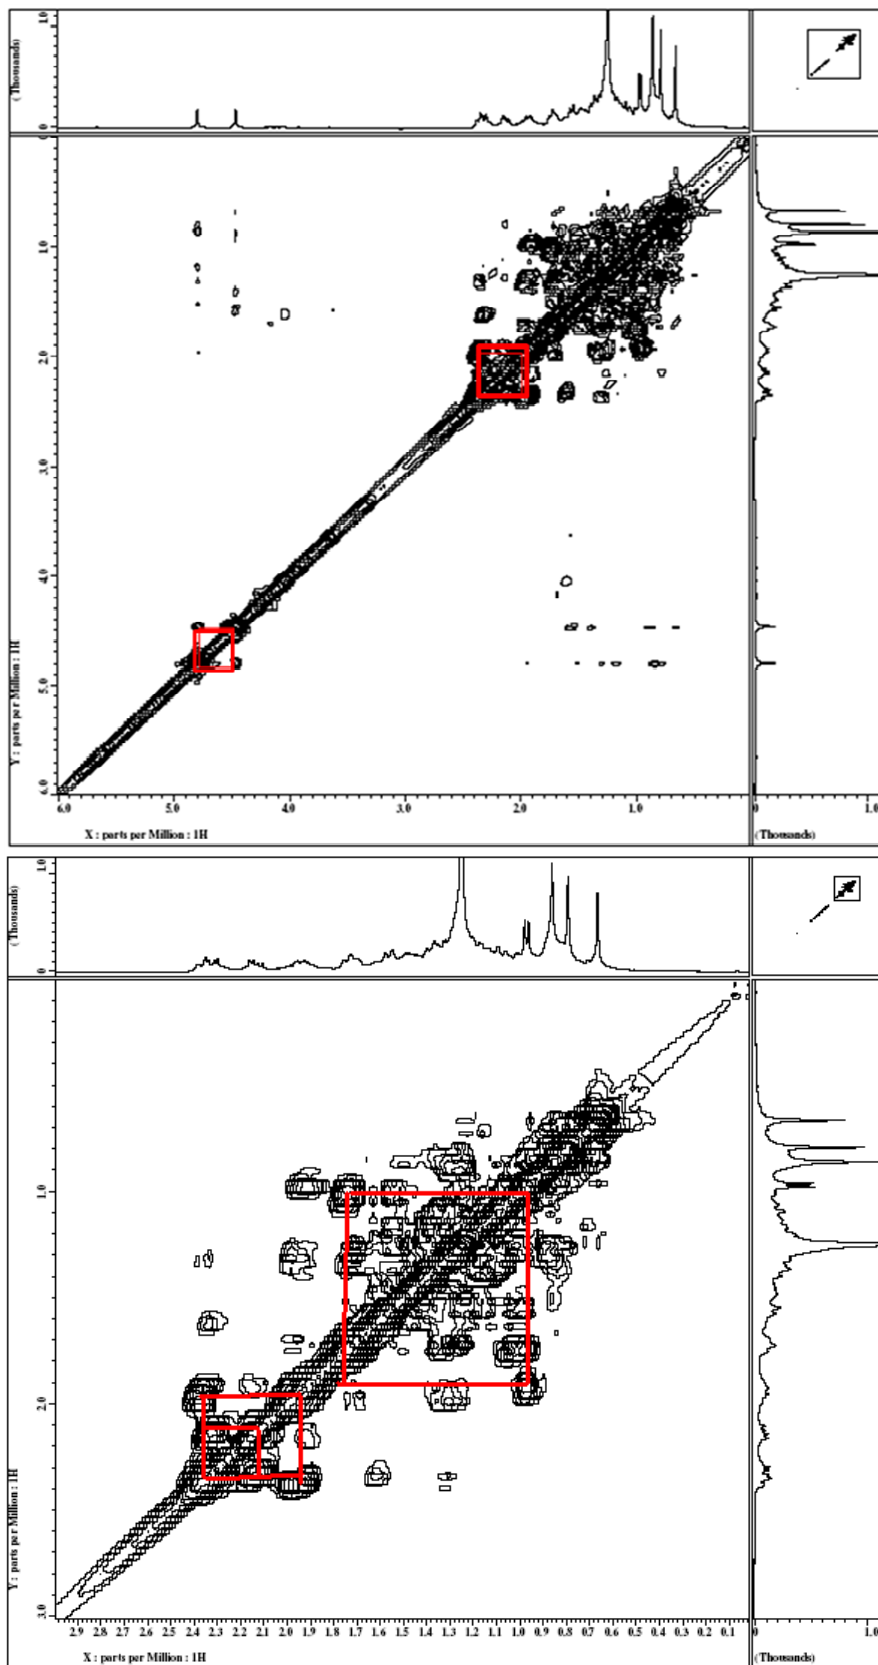 1.0
(Thousands)
0
0
1.0
2.0
3.0
4.0
5.0
6.0
Y : parts per Million : 1H
6.0 5.0 4.0 3.0 2.0 1.0 0 1.0
X : parts per Million : 1H (Thousands)
1.0
(Thousands)
0
1.0
2.0
3.0
Y : parts per Million : 1H
2.9 2.8 2.7 2.6 2.5 2.4 2.3 2.2 2.1 2.0 1.9 1.8 1.7 1.6 1.5 1.4 1.3 1.2 1.1 1.0 0.9 0.8 0.7 0.6 0.5 0.4 0.3 0.2 0.1 0 1.0
X : parts per Million : 1H (Thousands)